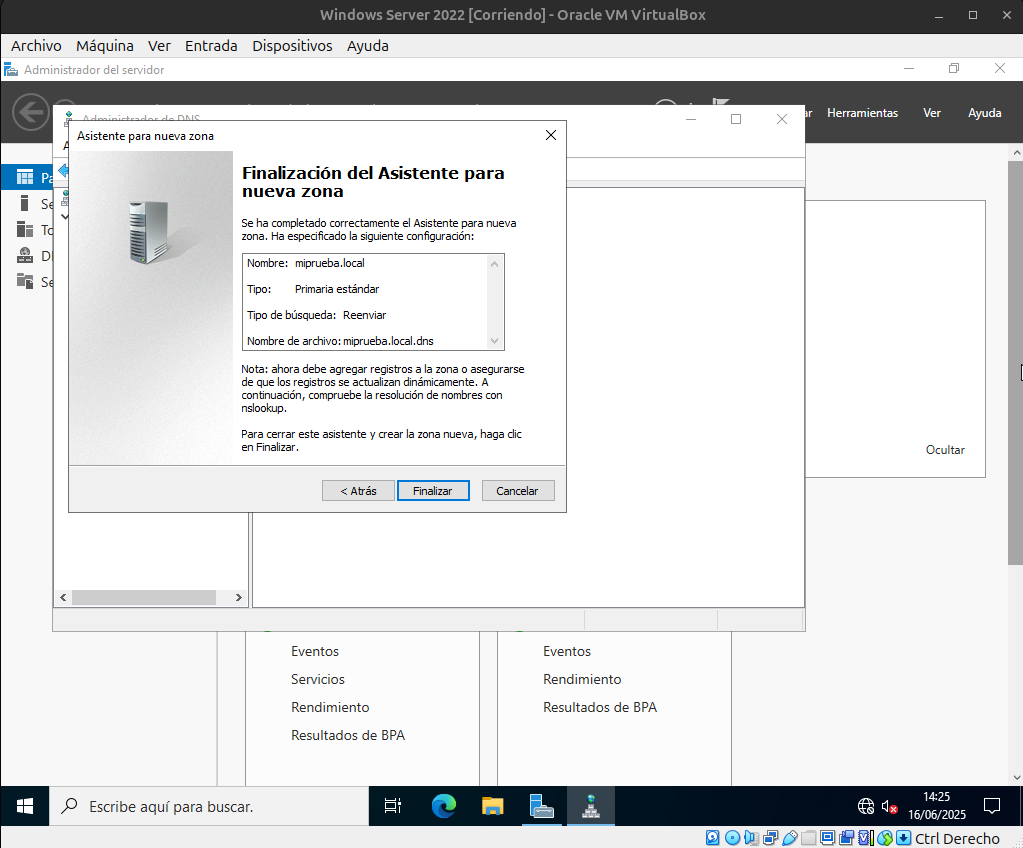 Windows Server 2022 [Corriendo] - Oracle VM VirtualBox
Archivo Máquina Ver Entrada Dispositivos Ayuda
Administrador del servidor
Herramientas Ver Ayuda
Administrador de DNS
Asistente para nueva zona
Finalización del Asistente para
nueva zona
Se ha completado correctamente el Asistente para nueva
zona. Ha especificado la siguiente configuración:
Nombre: miprueba.local
Tipo: Primaria estándar
Tipo de búsqueda: Reenviar
Nombre de archivo: miprueba.local.dns
Nota: ahora debe agregar registros a la zona o asegurarse
de que los registros se actualizan dinámicamente. A
continuación, compruebe la resolución de nombres con
nslookup.
Para cerrar este asistente y crear la zona nueva, haga clic
en Finalizar.
< Atrás Finalizar Cancelar
Ocultar
Eventos
Servicios
Rendimiento
Resultados de BPA
Eventos
Rendimiento
Resultados de BPA
Escribe aquí para buscar.
14:25
16/06/2025
Ctrl Derecho